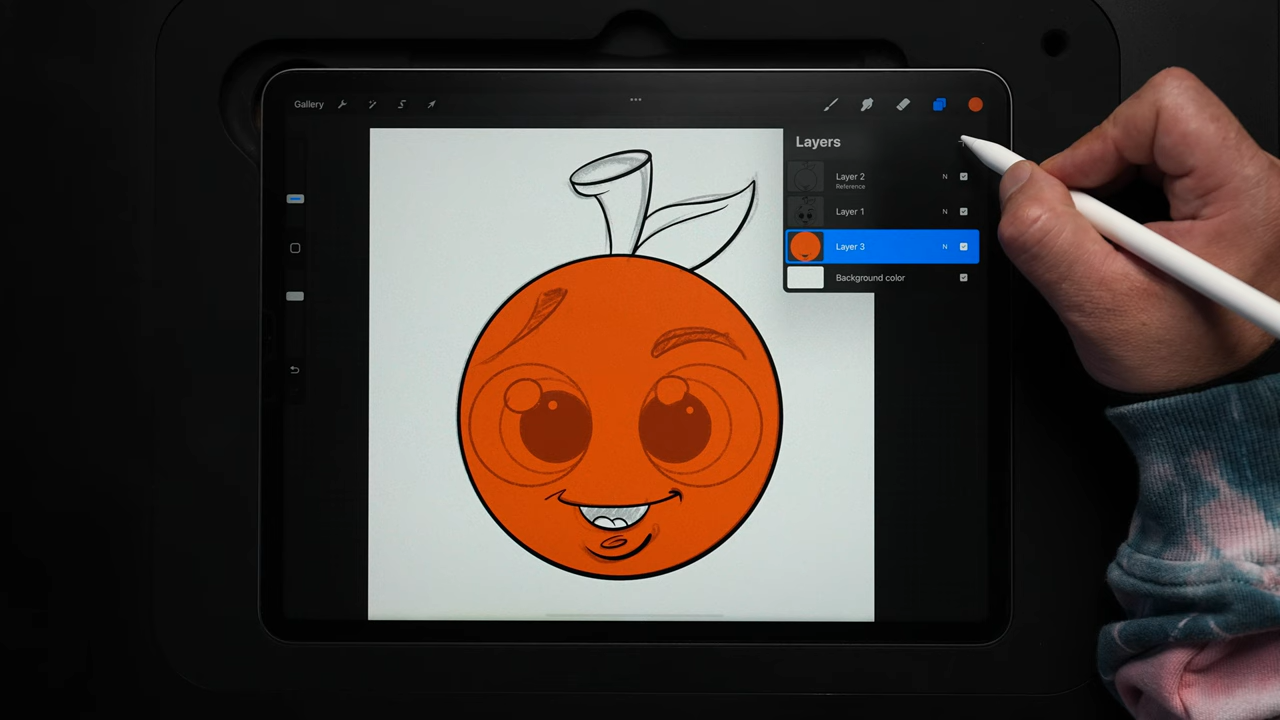 Gallery
Layers
Layer 2 N
Reference
Layer 1 N
Layer 3 N
Background color